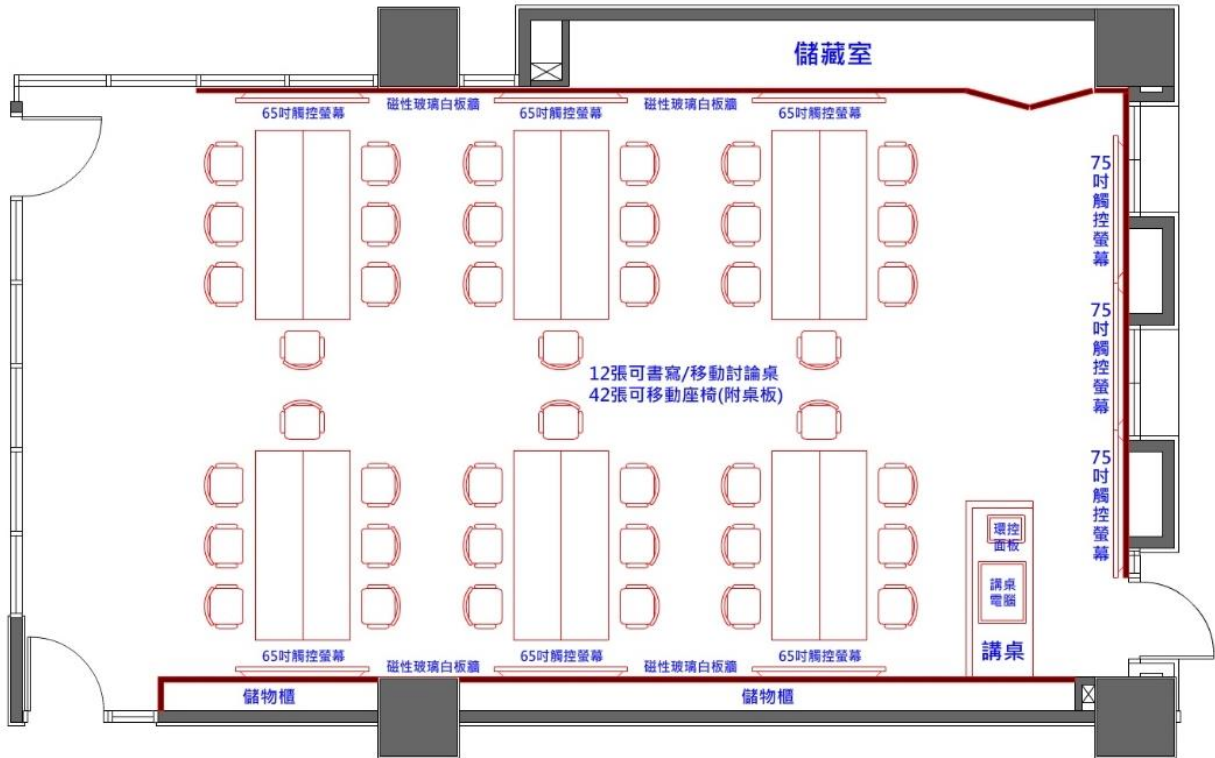 儲藏室
65吋觸控螢幕
磁性玻璃白板牆
65吋觸控螢幕
磁性玻璃白板牆
65吋觸控螢幕
75吋觸控螢幕
75吋觸控螢幕
75吋觸控螢幕
12張可書寫/移動討論桌
42張可移動座椅(附桌板)
環控
面板
講桌
電腦
講桌
65吋觸控螢幕
磁性玻璃白板牆
65吋觸控螢幕
磁性玻璃白板牆
65吋觸控螢幕
儲物櫃
儲物櫃